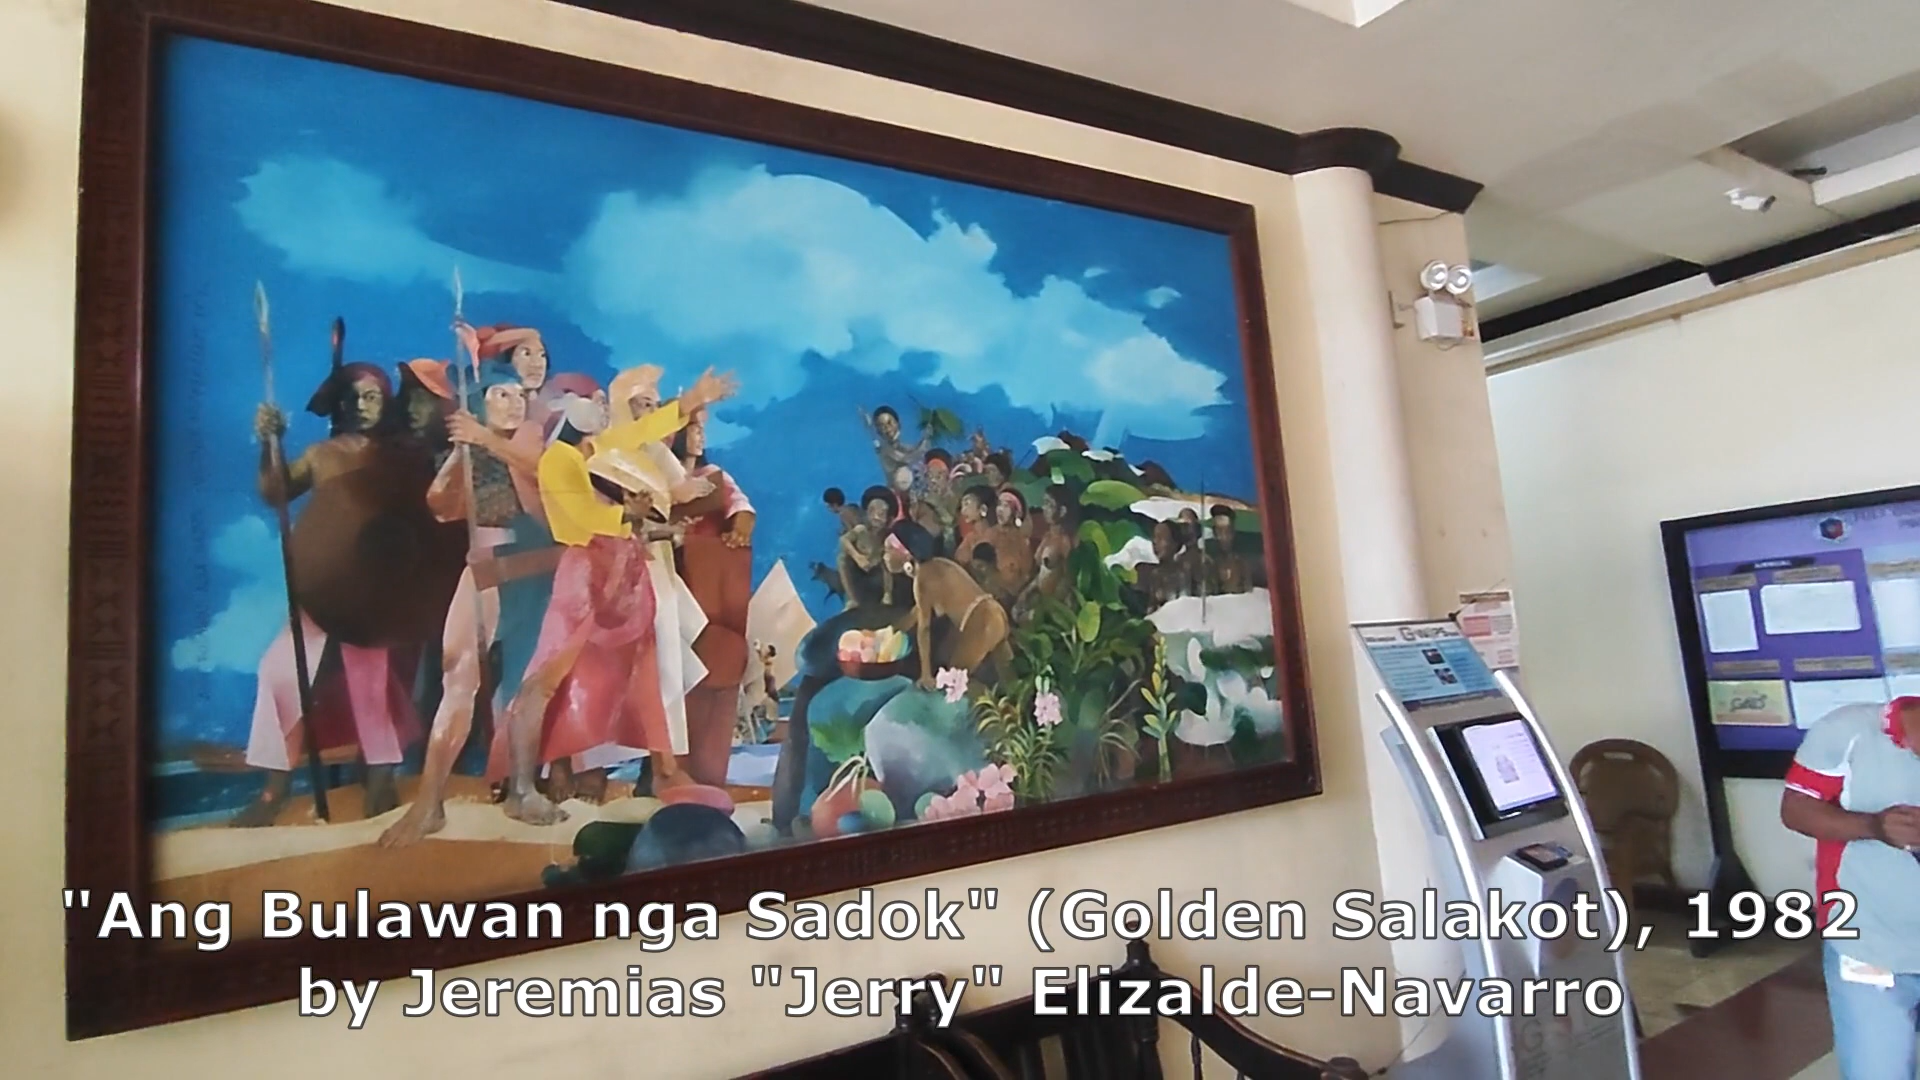 "Ang Bulawan nga Sadok" (Golden Salakot), 1982
by Jeremias "Jerry" Elizalde-Navarro